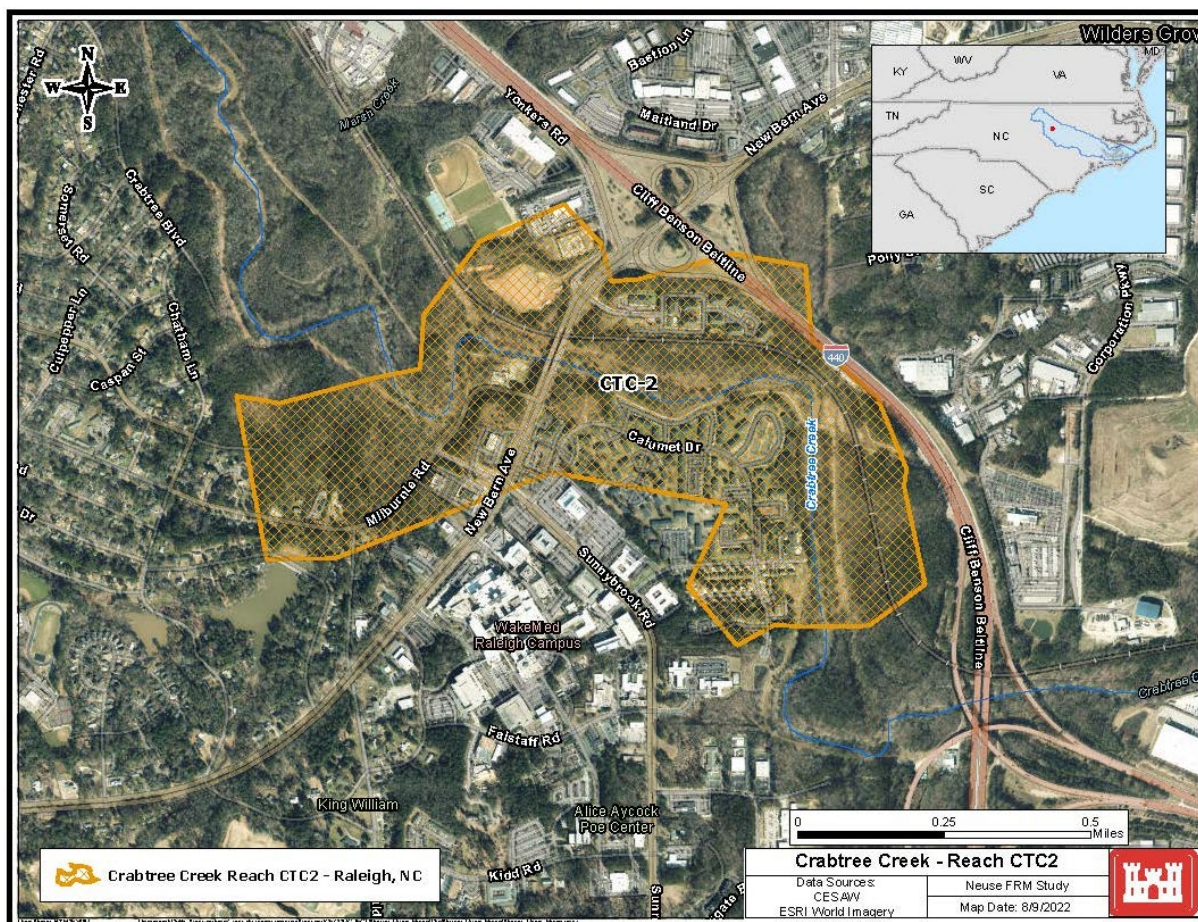 Wilders Grov
N
W E
S
MD
WV
KY
VA
TN
NC
SC
GA
Bastion Ln
Maitland Dr
New Bern Ave
Yonkers Rd
Marsh Creek
Cliff Benson Beltline
Crabtree Blvd
Somerset Rd
Culpepper Ln
Caspan St
Chatham Ln
Corporation Pkwy
440
CTC-2
Calumet Dr
Crabtree Creek
Milburnie Rd
New Bern Ave
Dr
Sunnybrook Rd
Cliff Benson Beltline
WakeMed
Raleigh Campus
Falstaff Rd
King William
Alice Aycock
Poe Center
Kidd Rd
Crabtree C
0 0.25 0.5
Miles
Crabtree Creek Reach CTC2 - Raleigh, NC
Crabtree Creek - Reach CTC2
Data Sources:
CESAW
ESRI World Imagery
Neuse FRM Study
Map Date: 8/9/2022